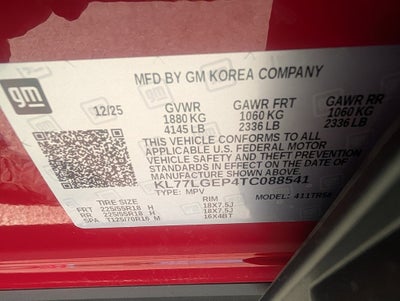 gm
MFD BY GM KOREA COMPANY
12/25 GVWR GAWR FRT GAWR RR
1880 KG 1060 KG 1060 KG
4145 LB 2336 LB 2336 LB
THIS VEHICLE CONFORMS TO ALL
APPLICABLE U.S. FEDERAL MOTOR
VEHICLE SAFETY AND THEFT PREVENTION
STANDARDS IN EFFECT ON THE DATE OF
MANUFACTURE SHOWN ABOVE.
KL77LGEP4TC088541
TYPE: MPV MODEL: 411TR58
TIRE SIZE RIM
FRT 225/55R18 H 18X7.5J
RR 225/55R18 H 18X7.5J
SPA T125/70R16 M 16X4BT